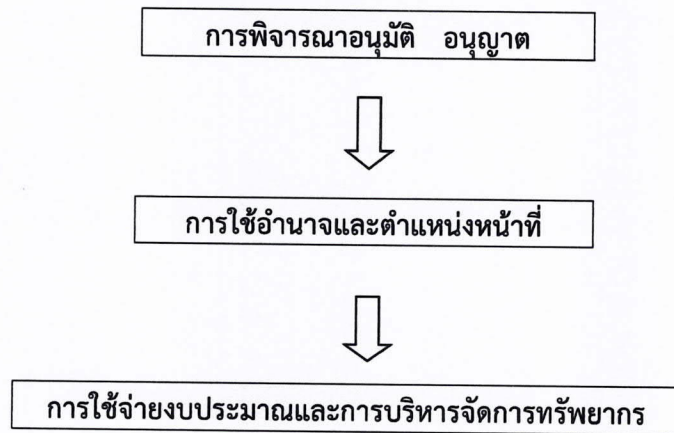 การพิจารณาอนุมัติ อนุญาต
การใช้อำนาจและตำแหน่งหน้าที่
การใช้จ่ายงบประมาณและการบริหารจัดการทรัพยากร